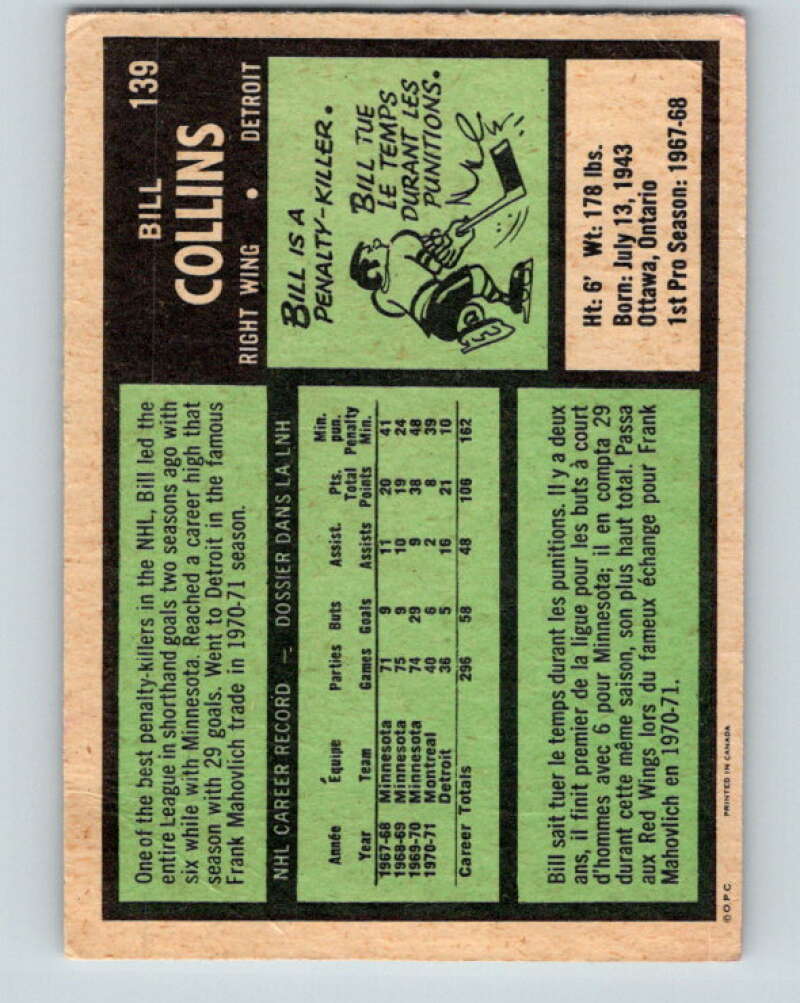 BILL 139
COLLINS
RIGHT WING • DETROIT
BILL IS A
PENALTY-KILLER.
BILL TUE
LE TEMPS
DURANT LES
PUNITIONS.
Ht: 6' Wt: 178 lbs.
Born: July 13, 1943
Ottawa, Ontario
1st Pro Season: 1967-68
One of the best penalty-killers in the NHL, Bill led the
entire League in shorthand goals two seasons ago with
six while with Minnesota. Reached a career high that
season with 29 goals. Went to Detroit in the famous
Frank Mahovlich trade in 1970-71 season.
NHL CAREER RECORD — DOSSIER DANS LA LNH
Année Équipe Parties Buts Assist. Pts. Min. pun.
Year Team Games Goals Assists Total Points Penalty Min.
1967-68 Minnesota 71 9 11 20 41
1968-69 Minnesota 75 9 10 19 24
1969-70 Minnesota 74 29 9 38 48
1970-71 Montreal 40 6 2 8 39
Detroit 36 5 16 21 10
Career Totals 296 58 48 106 162
Bill sait tuer le temps durant les punitions. Il y a deux
ans, il finit premier de la ligue pour les buts à court
d'hommes avec 6 pour Minnesota; il en compta 29
durant cette même saison, son plus haut total. Passa
aux Red Wings lors du fameux échange pour Frank
Mahovlich en 1970-71.
© O.P.C. PRINTED IN CANADA